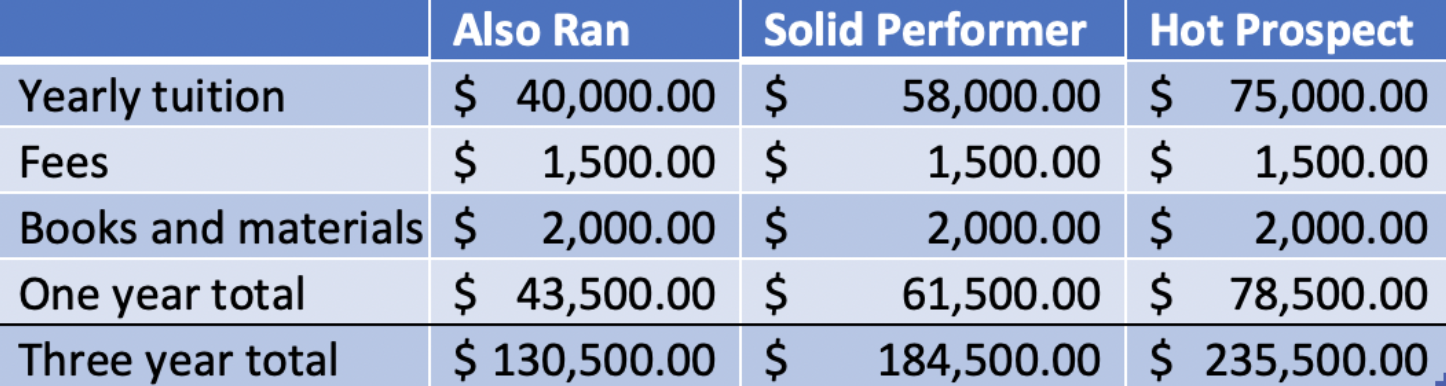 Also Ran Solid Performer Hot Prospect
Yearly tuition $ 40,000.00 $ 58,000.00 $ 75,000.00
Fees $ 1,500.00 $ 1,500.00 $ 1,500.00
Books and materials $ 2,000.00 $ 2,000.00 $ 2,000.00
One year total $ 43,500.00 $ 61,500.00 $ 78,500.00
Three year total $ 130,500.00 $ 184,500.00 $ 235,500.00